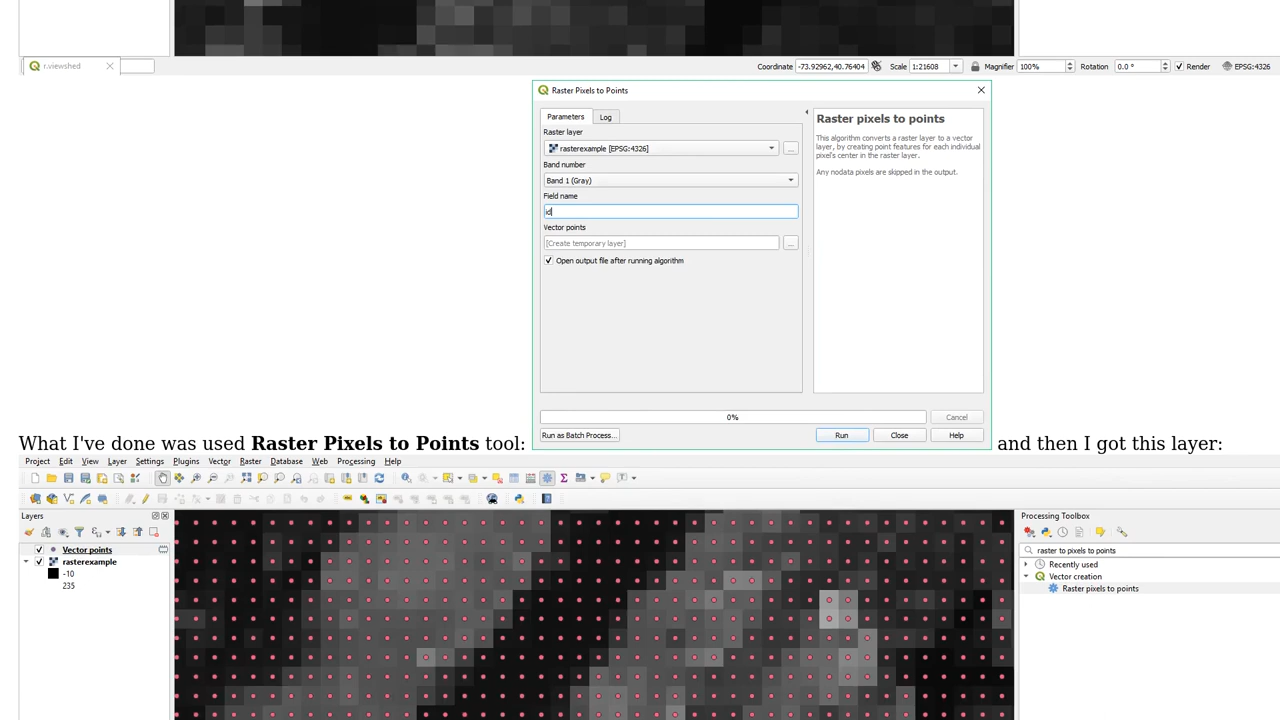 r.viewshed
Coordinate -73.92962,40.76404 Scale 1:21608 Magnifier 100% Rotation 0.0 ° Render EPSG:4326
Raster Pixels to Points
Parameters Log
Raster layer
rasterexample [EPSG:4326] ...
Band number
Band 1 (Gray)
Field name
id
Vector points
[Create temporary layer] ...
Open output file after running algorithm
Raster pixels to points
This algorithm converts a raster layer to a vector
layer, by creating point features for each individual
pixel's center in the raster layer.
Any nodata pixels are skipped in the output.
0% Cancel
Run as Batch Process... Run Close Help
What I've done was used Raster Pixels to Points tool: and then I got this layer:
Project Edit View Layer Settings Plugins Vector Raster Database Web Processing Help
Layers
Vector points
rasterexample
-10
235
Processing Toolbox
raster to pixels to points
Recently used
Vector creation
Raster pixels to points